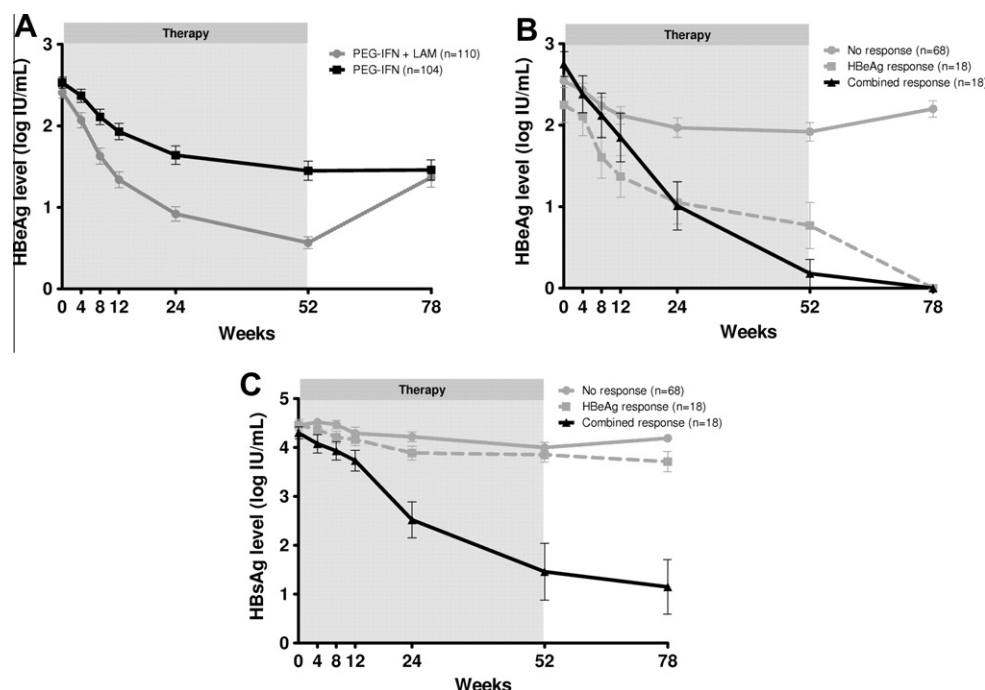 A
Therapy
PEG-IFN + LAM (n=110)
PEG-IFN (n=104)
HBeAg level (log IU/mL)
3
2
1
0
0 4 8 12 24 52 78
Weeks
B
Therapy
No response (n=68)
HBeAg response (n=18)
Combined response (n=18)
HBeAg level (log IU/mL)
3
2
1
0
0 4 8 12 24 52 78
Weeks
C
Therapy
No response (n=68)
HBeAg response (n=18)
Combined response (n=18)
HBsAg level (log IU/mL)
5
4
3
2
1
0
0 4 8 12 24 52 78
Weeks